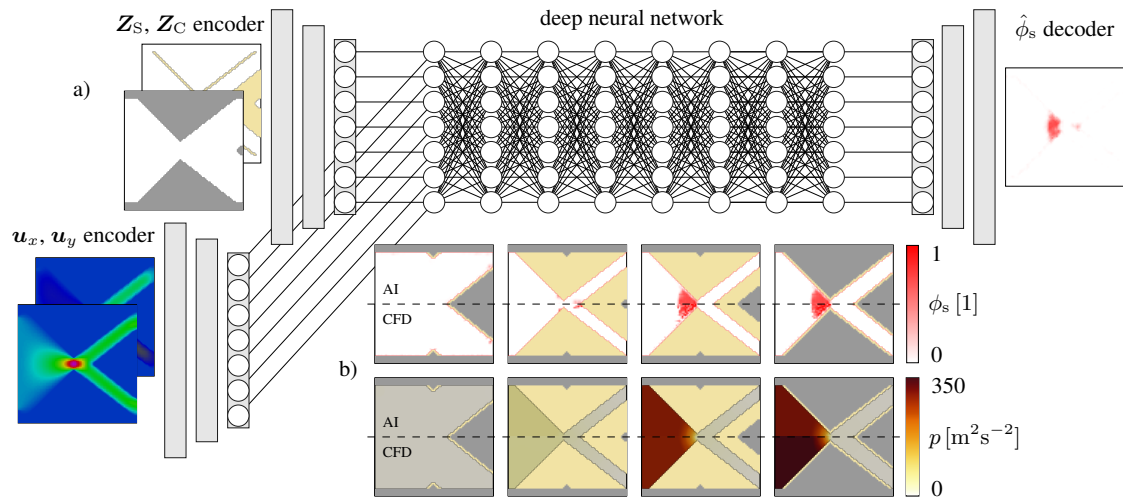 Z_S, Z_C encoder
deep neural network
ϕ̂_s decoder
a)
u_x, u_y encoder
AI
CFD
1
ϕ_s [1]
0
b)
AI
CFD
350
p [m²s⁻²]
0